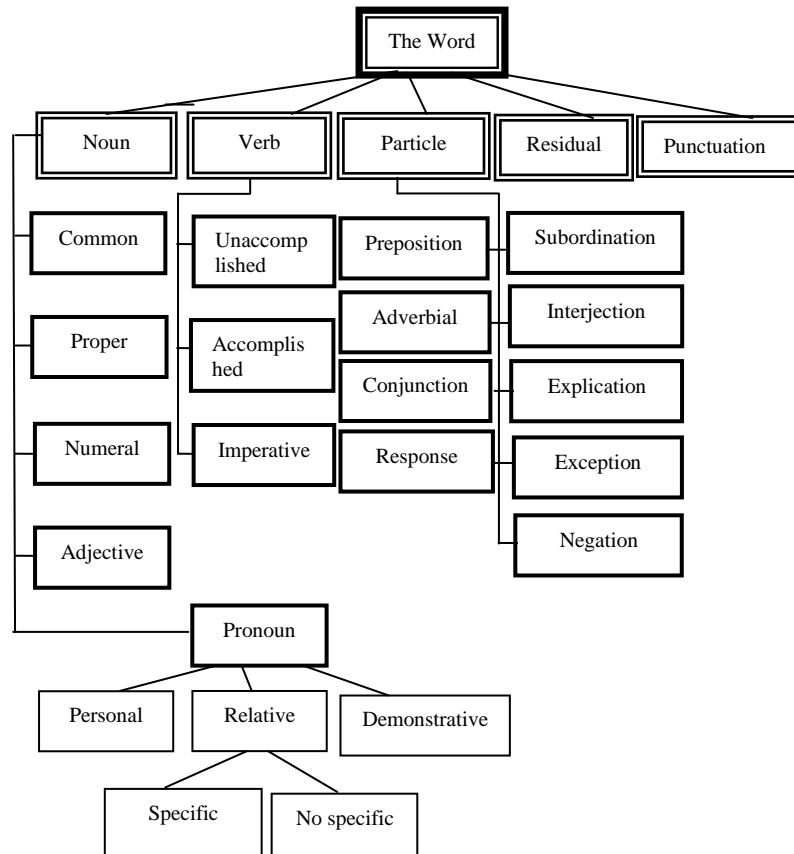 The Word
Noun
Verb
Particle
Residual
Punctuation
Common
Unaccomp
lished
Preposition
Subordination
Proper
Accomplis
hed
Adverbial
Interjection
Conjunction
Explication
Numeral
Imperative
Response
Exception
Adjective
Negation
Pronoun
Personal
Relative
Demonstrative
Specific
No specific